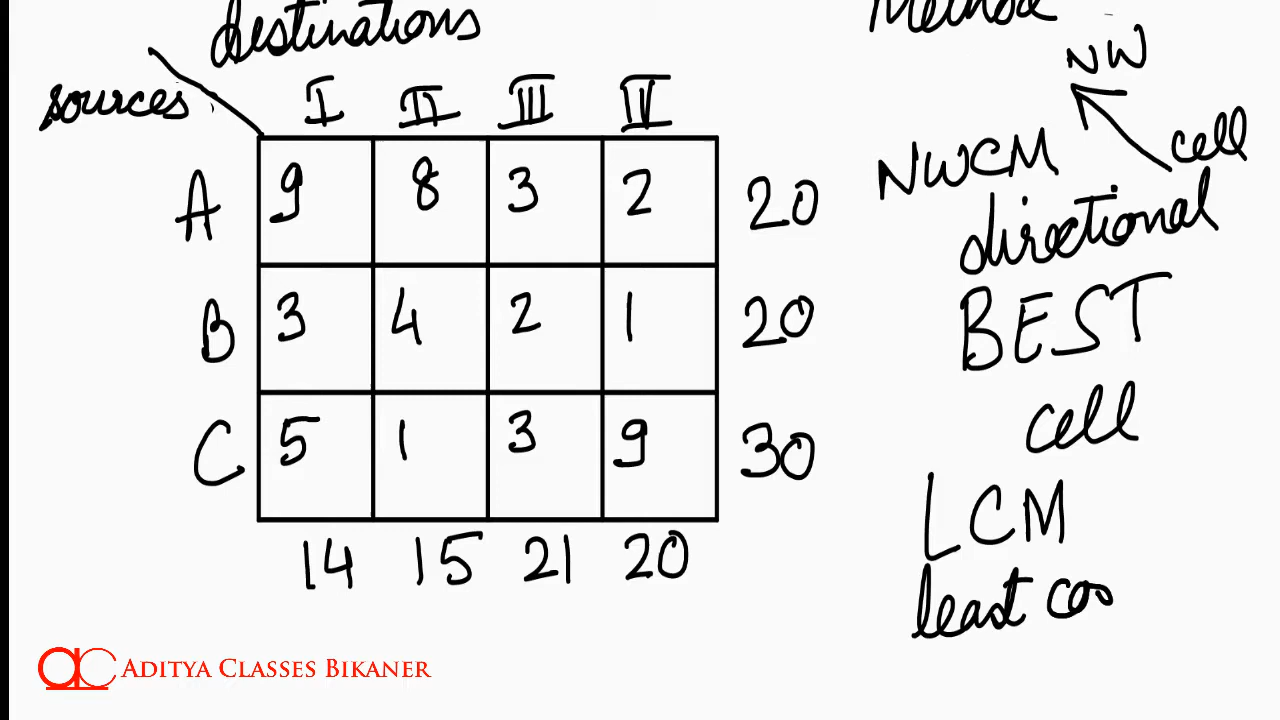 destinations
Method
NW
sources
I II III IV
cell
NWCM
A 9 8 3 2 20
directional
B 3 4 2 1 20
BEST
cell
C 5 1 3 9 30
LCM
14 15 21 20
least cos
ADITYA CLASSES BIKANER